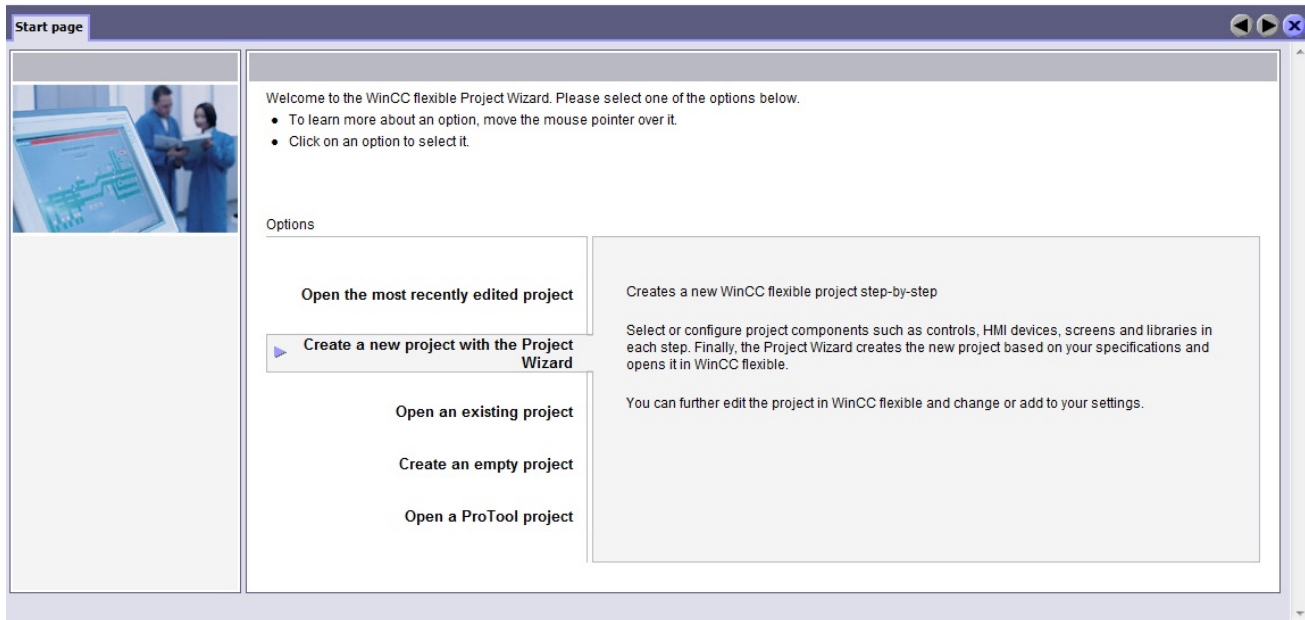 Start page
Welcome to the WinCC flexible Project Wizard. Please select one of the options below.
• To learn more about an option, move the mouse pointer over it.
• Click on an option to select it.
Options
Open the most recently edited project
Create a new project with the Project
Wizard
Open an existing project
Create an empty project
Open a ProTool project
Creates a new WinCC flexible project step-by-step
Select or configure project components such as controls, HMI devices, screens and libraries in
each step. Finally, the Project Wizard creates the new project based on your specifications and
opens it in WinCC flexible.
You can further edit the project in WinCC flexible and change or add to your settings.